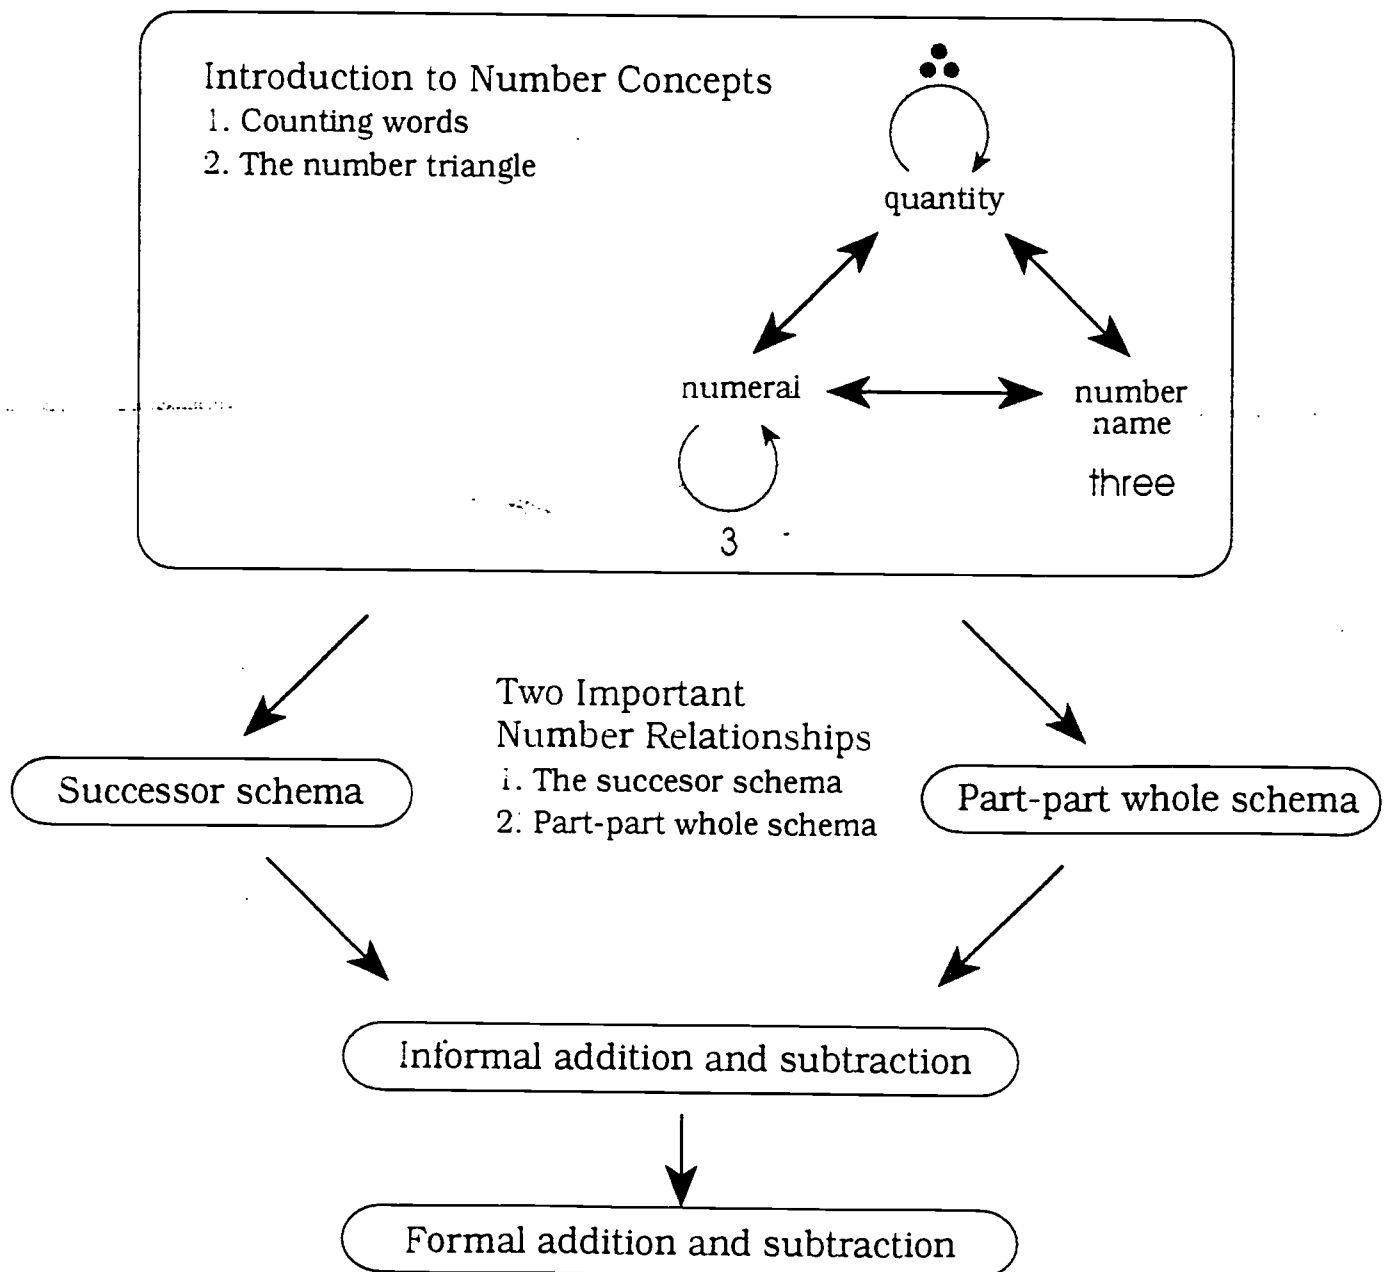 Introduction to Number Concepts
1. Counting words
2. The number triangle
quantity
numeral
number
name
three
3
Two Important
Number Relationships
1. The succesor schema
2. Part-part whole schema
Successor schema
Part-part whole schema
Informal addition and subtraction
Formal addition and subtraction